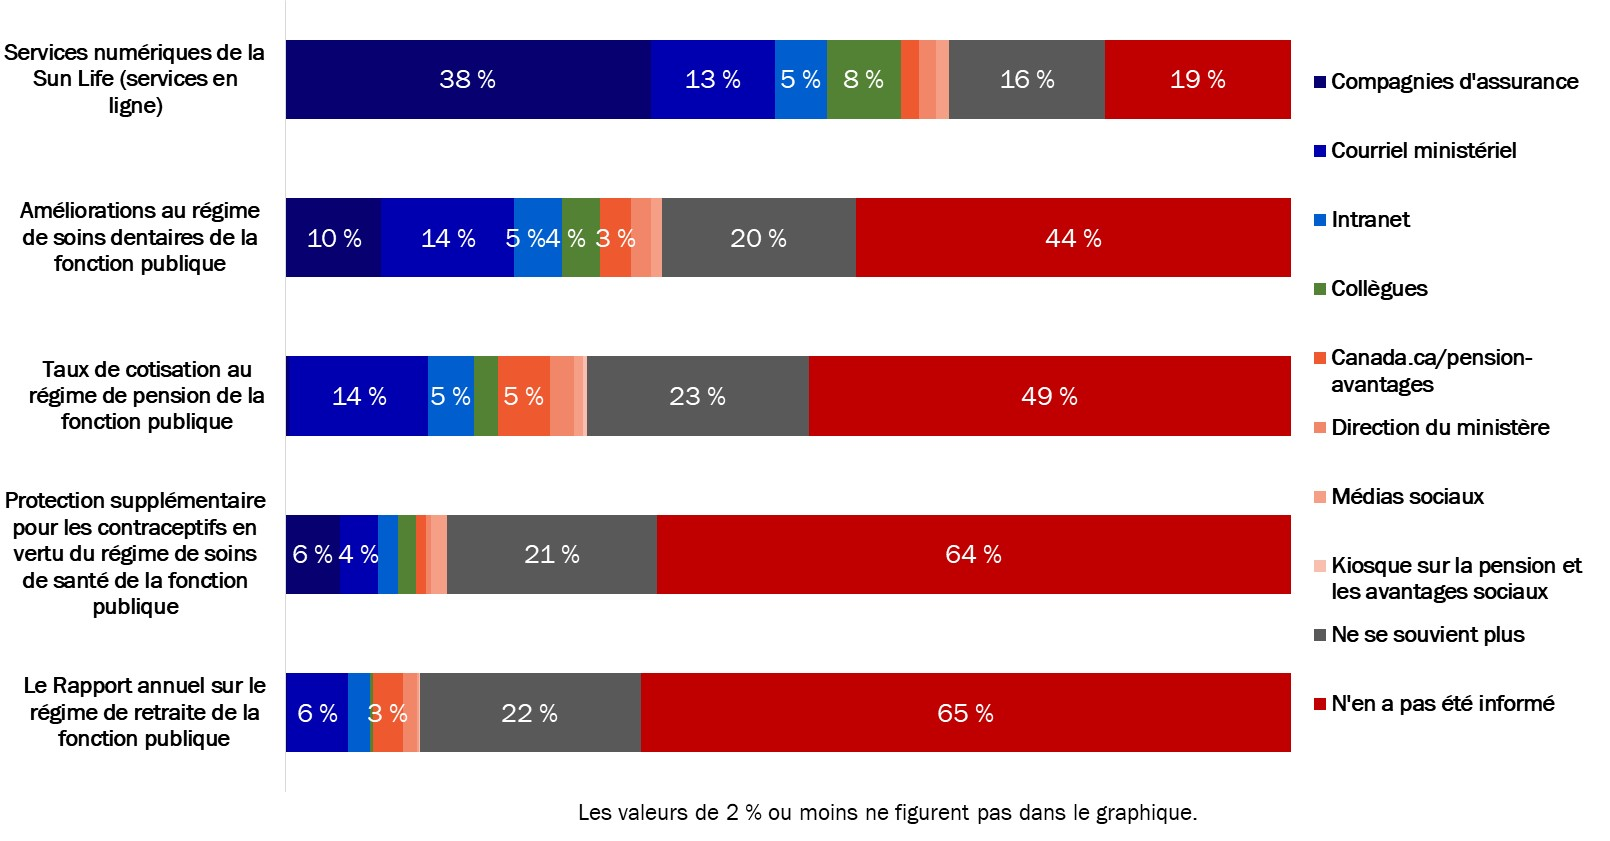 Services numériques de la
Sun Life (services en
ligne)
38 %
13 %
5 %
8 %
16 %
19 %
Améliorations au régime
de soins dentaires de la
fonction publique
10 %
14 %
5 %
4 %
3 %
20 %
44 %
Taux de cotisation au
régime de pension de la
fonction publique
14 %
5 %
5 %
23 %
49 %
Protection supplémentaire
pour les contraceptifs en
vertu du régime de soins
de santé de la fonction
publique
6 %
4 %
21 %
64 %
Le Rapport annuel sur le
régime de retraite de la
fonction publique
6 %
3 %
22 %
65 %
Compagnies d'assurance
Courriel ministériel
Intranet
Collègues
Canada.ca/pension-
avantages
Direction du ministère
Médias sociaux
Kiosque sur la pension et
les avantages sociaux
Ne se souvient plus
N'en a pas été informé
Les valeurs de 2 % ou moins ne figurent pas dans le graphique.